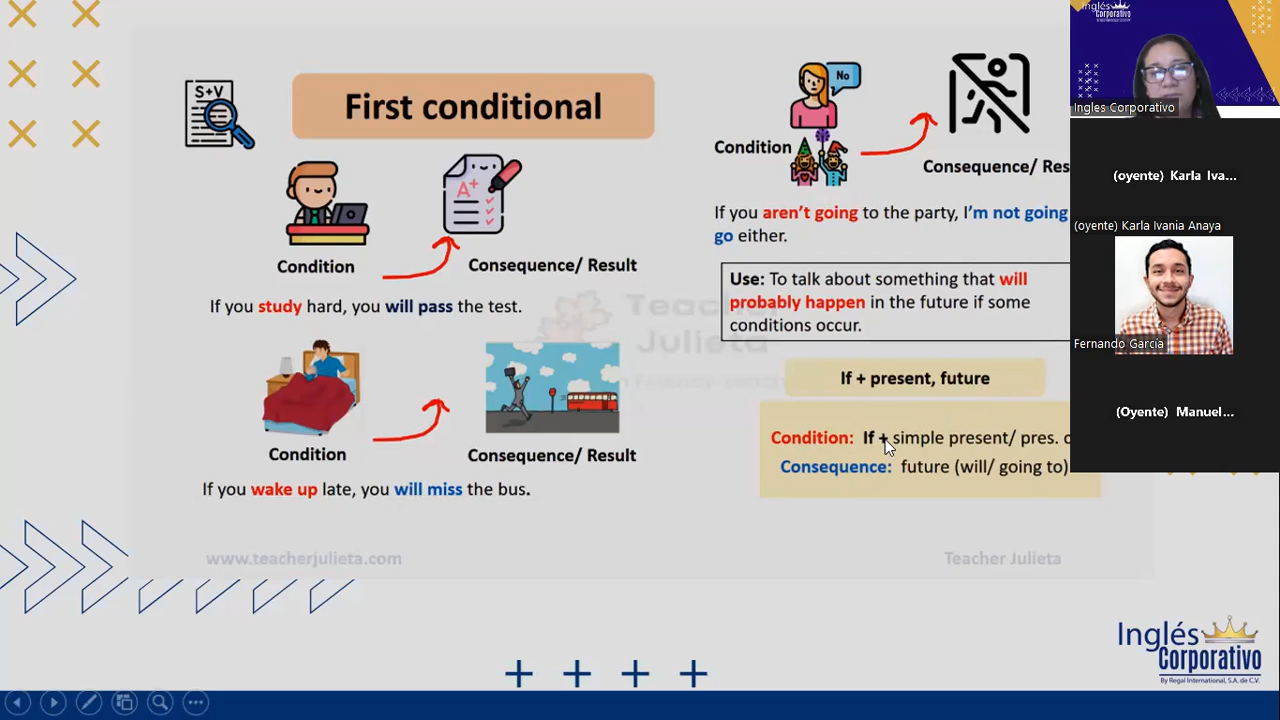 S+V
First conditional
A+
Condition
Consequence/ Result
If you study hard, you will pass the test.
Condition
Consequence/ Result
If you wake up late, you will miss the bus.
www.teacherjulieta.com
No
Condition
Consequence/ Res
If you aren't going to the party, I'm not going
go either.
Use: To talk about something that will
probably happen in the future if some
conditions occur.
Teacher
Julieta
If + present, future
Condition: If + simple present/ pres.
Consequence: future (will/ going to)
Teacher Julieta
Inglés
Corporativo
Ingles Corporativo
(oyente) Karla Iva...
(oyente) Karla Ivania Anaya
Fernando García
(Oyente) Manuel...
Inglés
Corporativo
By Regal International, S.A. de C.V.